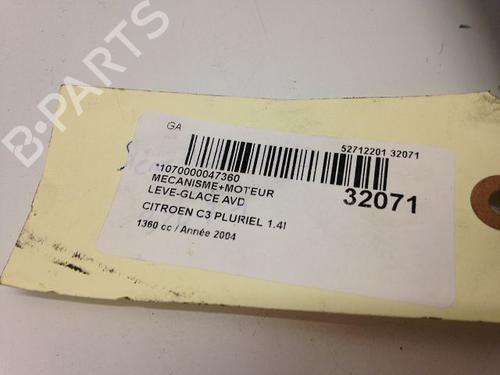 B-PARTS
GA
52712201 32071
*1070000047360
MECANISME+MOTEUR
LEVE-GLACE AVD
32071
CITROEN C3 PLURIEL 1.4I
1360 cc / Année 2004